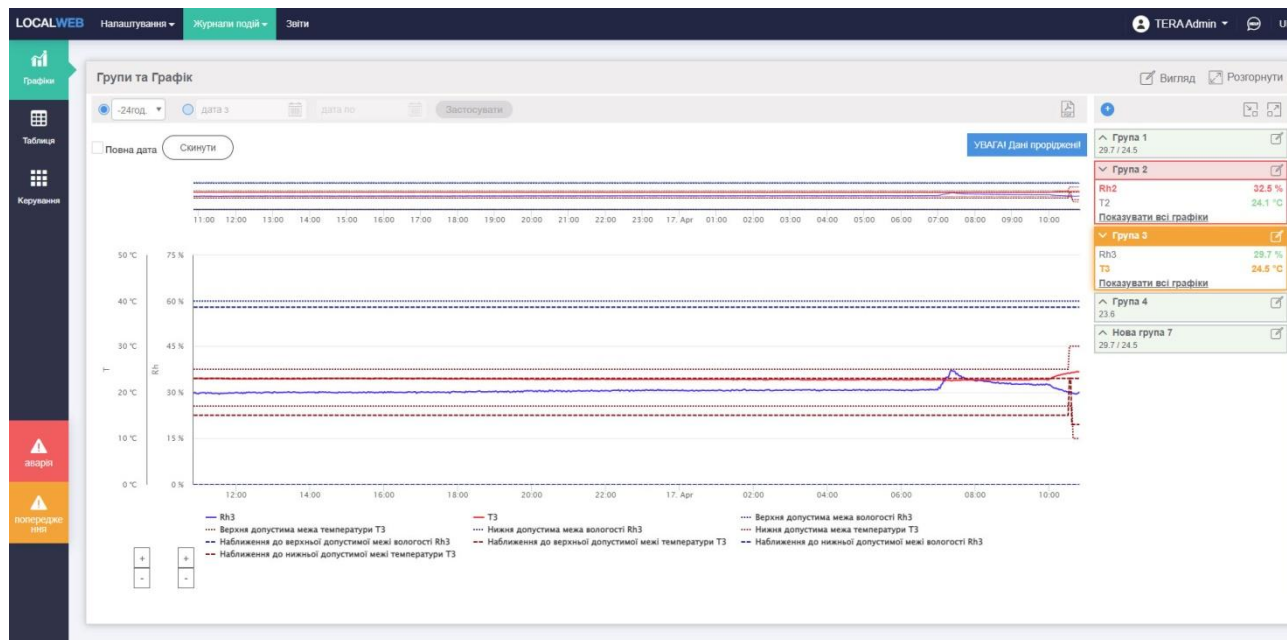 LOCALWEB Налаштування Журнали подій Звіти TERA Admin U
Графіки
Таблиця
Керування
аварія
попередже
ння
Групи та Графік Вигляд Розгорнути
-24год. дата з дата по Застосувати
Повна дата Скинути УВАГА! Дані проріджені!
11:00 12:00 13:00 14:00 15:00 16:00 17:00 18:00 19:00 20:00 21:00 22:00 23:00 17. Apr 01:00 02:00 03:00 04:00 05:00 06:00 07:00 08:00 09:00 10:00
50 °C 75 %
40 °C 60 %
30 °C 45 %
T Rh
20 °C 30 %
10 °C 15 %
0 °C 0 %
12:00 14:00 16:00 18:00 20:00 22:00 17. Apr 02:00 04:00 06:00 08:00 10:00
Rh3 T3 Верхня допустима межа вологості Rh3
Верхня допустима межа температури T3 Нижня допустима межа вологості Rh3 Нижня допустима межа температури T3
Наближення до верхньої допустимої межі вологості Rh3 Наближення до верхньої допустимої межі температури T3 Наближення до нижньої допустимої межі вологості Rh3
Наближення до нижньої допустимої межі температури T3
+ +
- -
Група 1
29.7 / 24.5
Група 2
Rh2 32.5 %
T2 24.1 °C
Показувати всі графіки
Група 3
Rh3 29.7 %
T3 24.5 °C
Показувати всі графіки
Група 4
23.6
Нова група 7
29.7 / 24.5